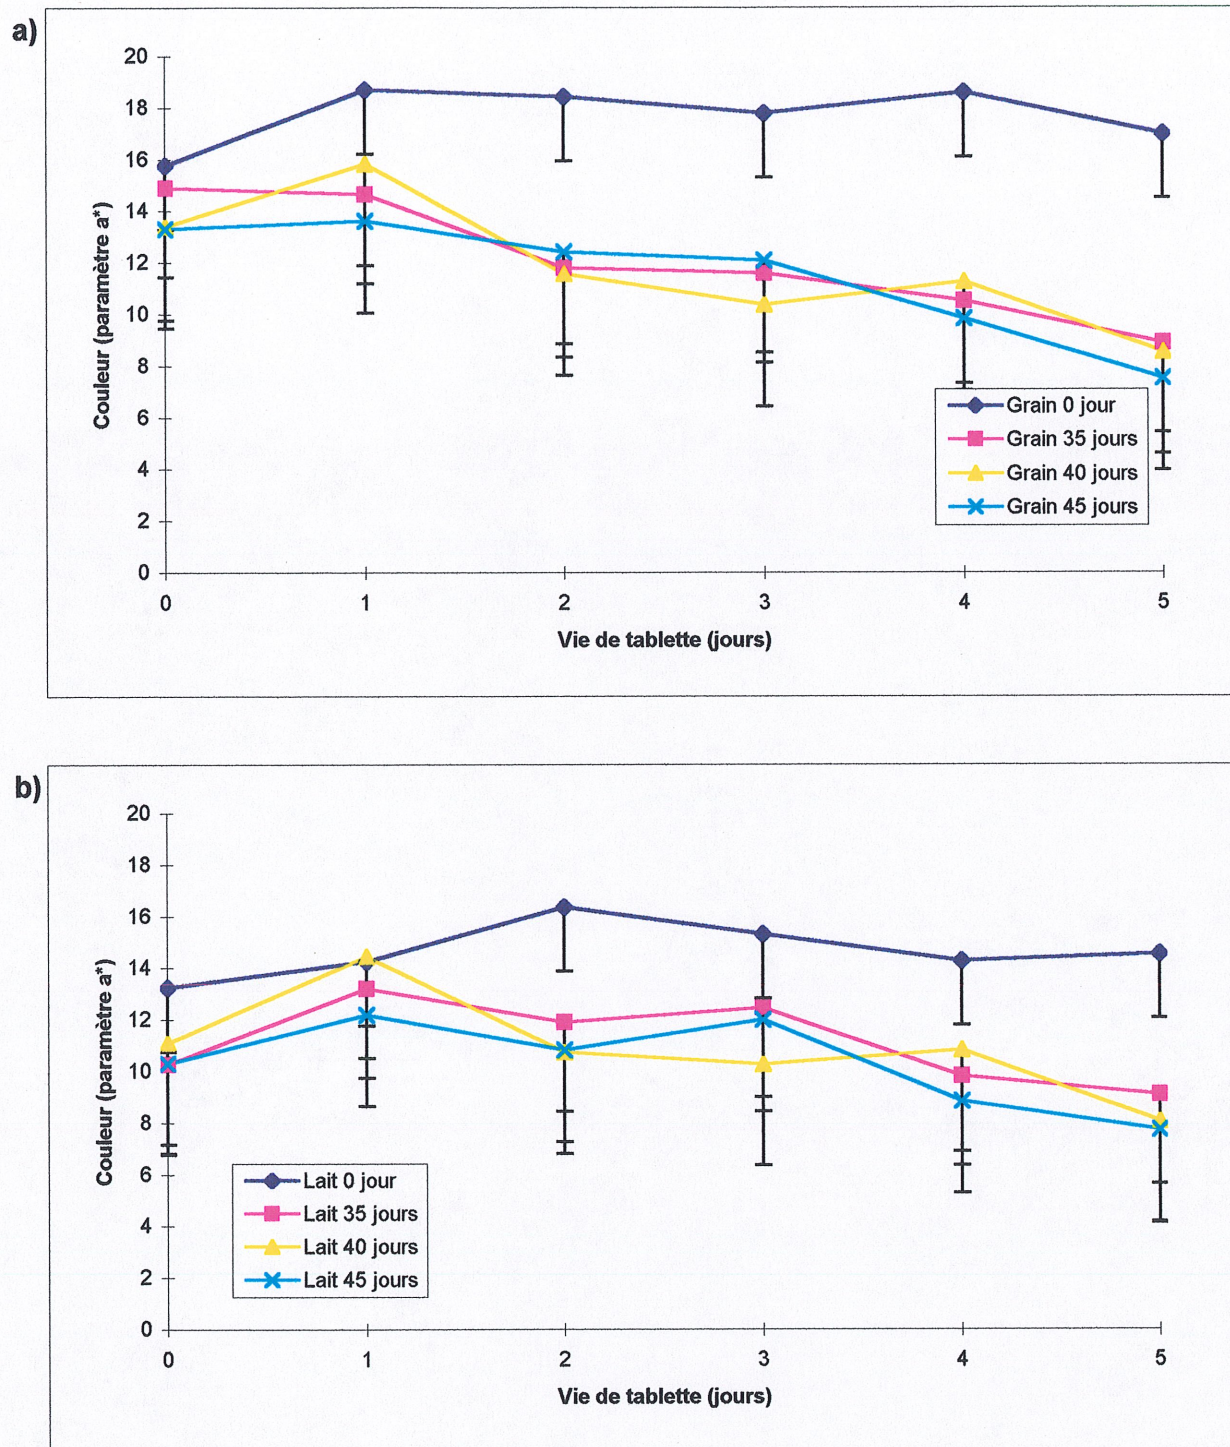 a)
20
18
16
14
12
10
8
6
4
2
0
Couleur (paramètre a*)
Grain 0 jour
Grain 35 jours
Grain 40 jours
Grain 45 jours
0 1 2 3 4 5
Vie de tablette (jours)
b)
20
18
16
14
12
10
8
6
4
2
0
Couleur (paramètre a*)
Lait 0 jour
Lait 35 jours
Lait 40 jours
Lait 45 jours
0 1 2 3 4 5
Vie de tablette (jours)